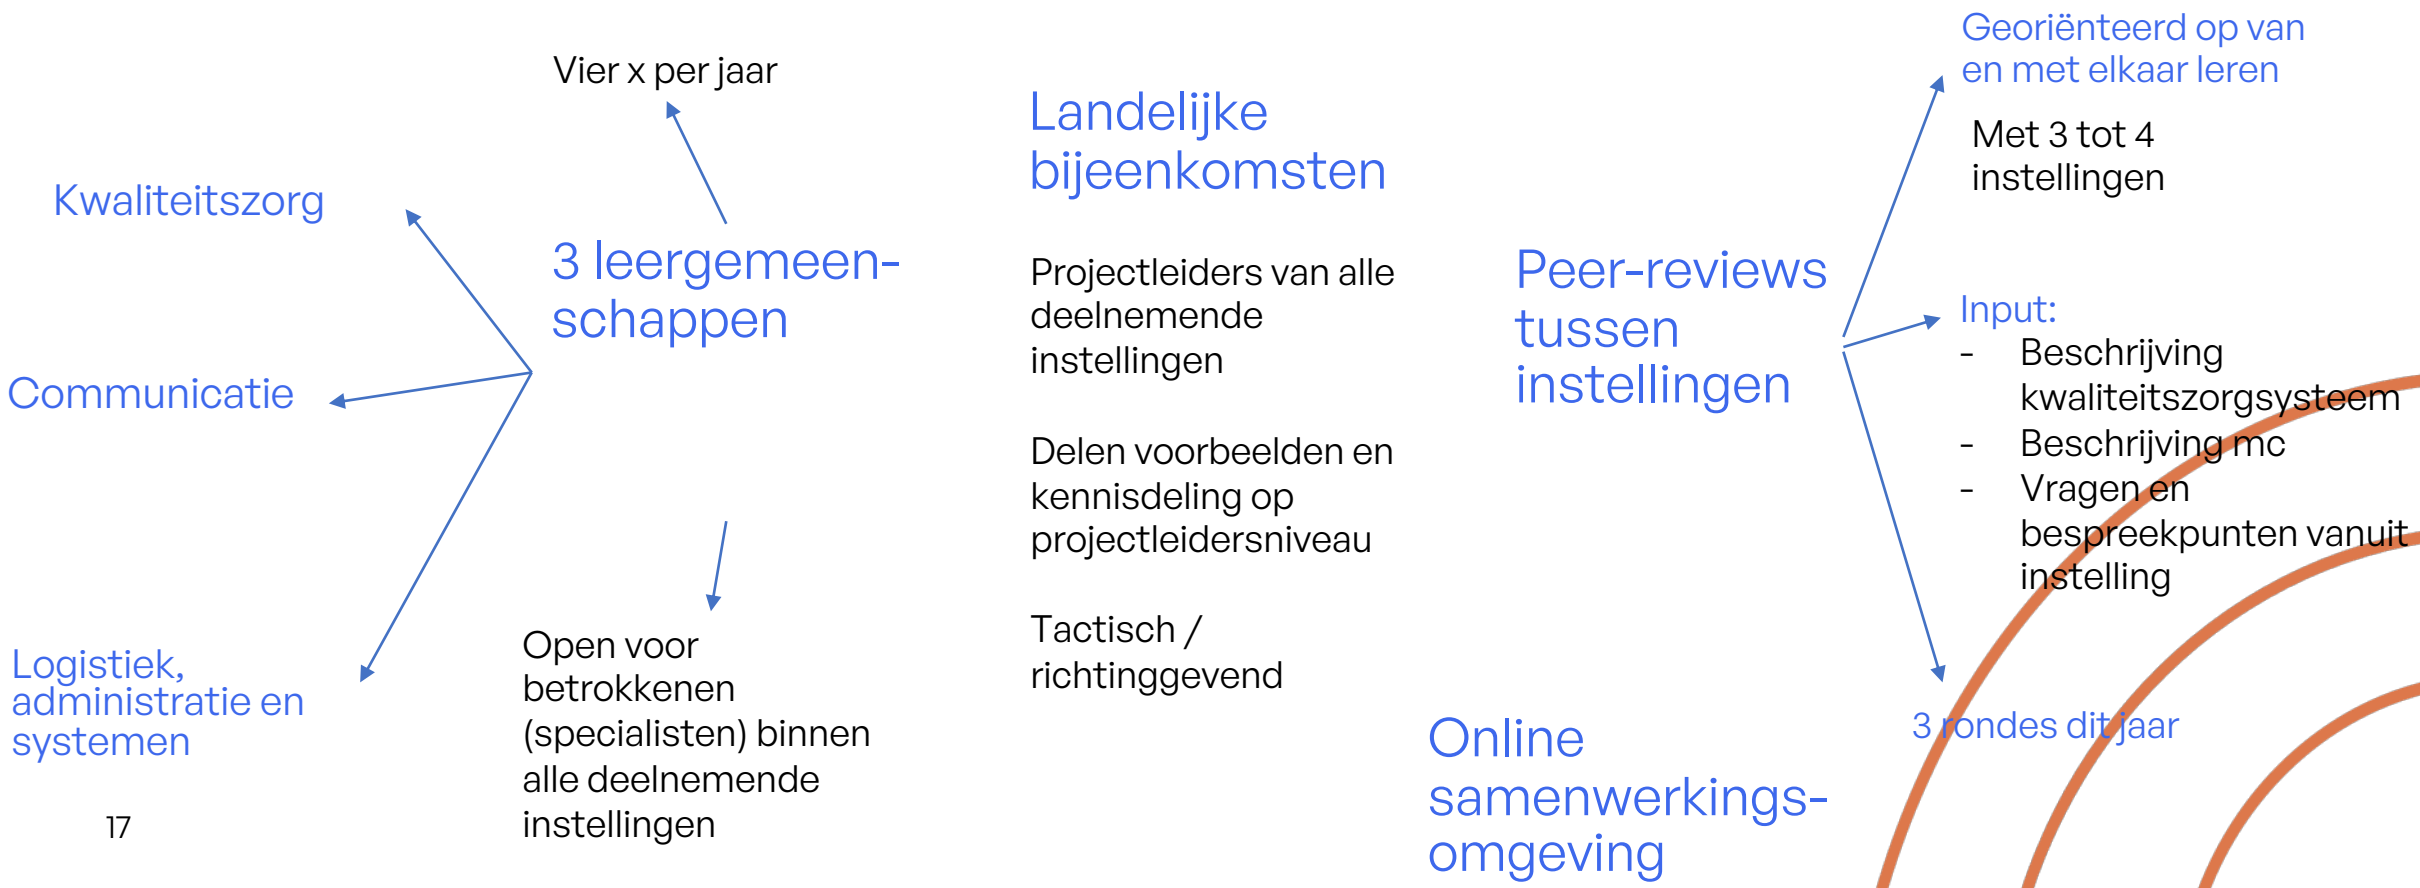 Vier x per jaar
Kwaliteitszorg
3 leergemeen-
schappen
Communicatie
Logistiek,
administratie en
systemen
Open voor
betrokkenen
(specialisten) binnen
alle deelnemende
instellingen
17
Landelijke
bijeenkomsten
Projectleiders van alle
deelnemende
instellingen
Delen voorbeelden en
kennisdeling op
projectleidersniveau
Tactisch /
richtinggevend
Peer-reviews
tussen
instellingen
Georiënteerd op van
en met elkaar leren
Met 3 tot 4
instellingen
Input:
- Beschrijving
kwaliteitszorgsysteem
- Beschrijving mc
- Vragen en
bespreekpunten vanuit
instelling
3 rondes dit jaar
Online
samenwerkings-
omgeving